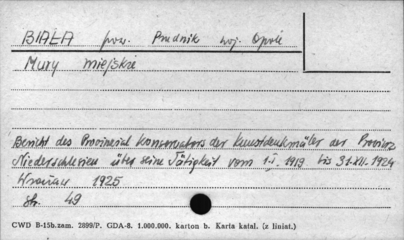 BIAŁA pow. Prudnik woj. Opole
Mury miejskie
Bericht des Provinzial Konservators der Kunstdenkmäler der Provinz
Niederschlesien über seine Tätigkeit vom 1.I. 1919 bis 31.XII. 1924
Wrocław 1925
str. 49
CWD B-15b.zam. 2899/P. GDA-8. 1.000.000. karton b. Karta katal. (z liniat.)